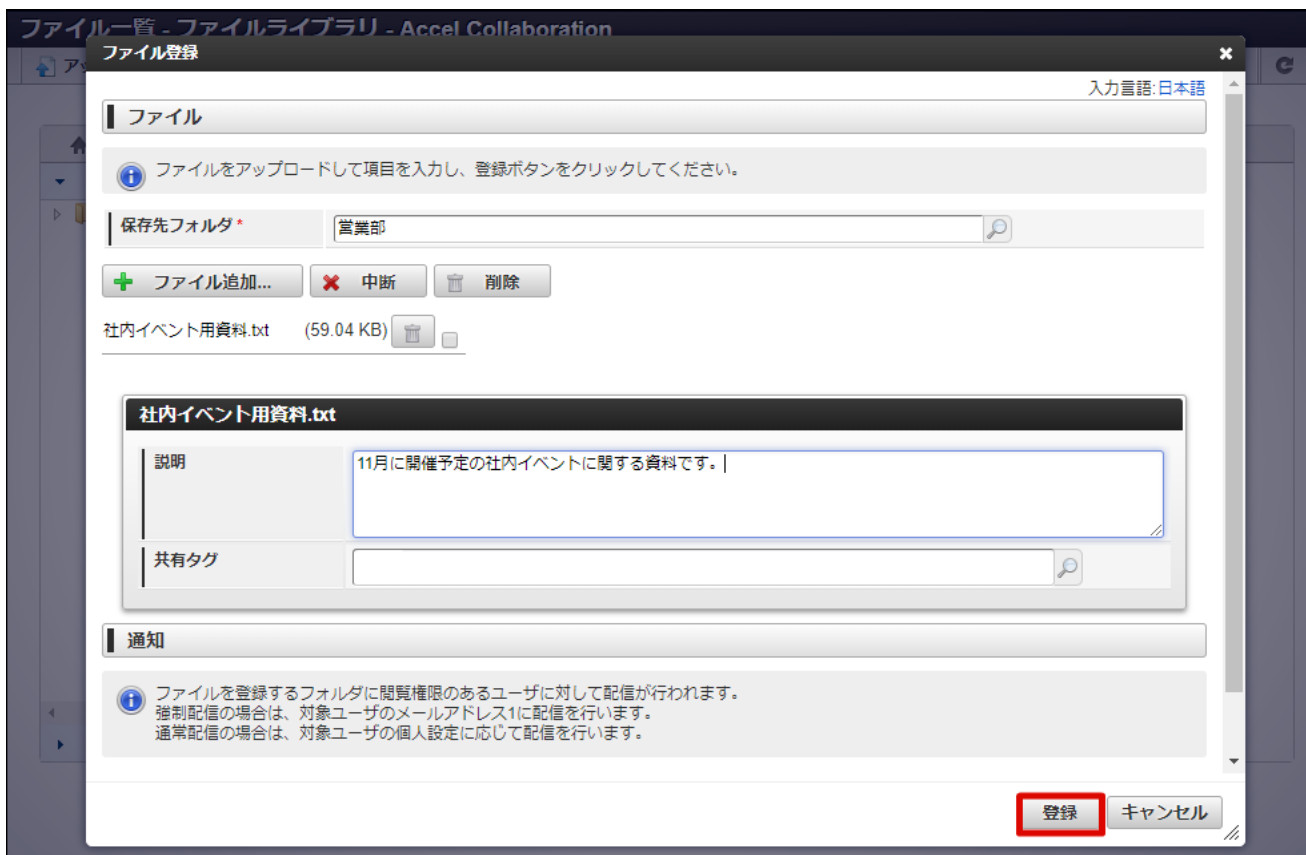 ファイル一覧 - ファイルライブラリ - Accel Collaboration
ファイル登録
入力言語:日本語
ファイル
ファイルをアップロードして項目を入力し、登録ボタンをクリックしてください。
保存先フォルダ* 営業部
ファイル追加... 中断 削除
社内イベント用資料.txt (59.04 KB)
社内イベント用資料.txt
説明 11月に開催予定の社内イベントに関する資料です。
共有タグ
通知
ファイルを登録するフォルダに閲覧権限のあるユーザに対して配信が行われます。
強制配信の場合は、対象ユーザのメールアドレス1に配信を行います。
通常配信の場合は、対象ユーザの個人設定に応じて配信を行います。
登録 キャンセル